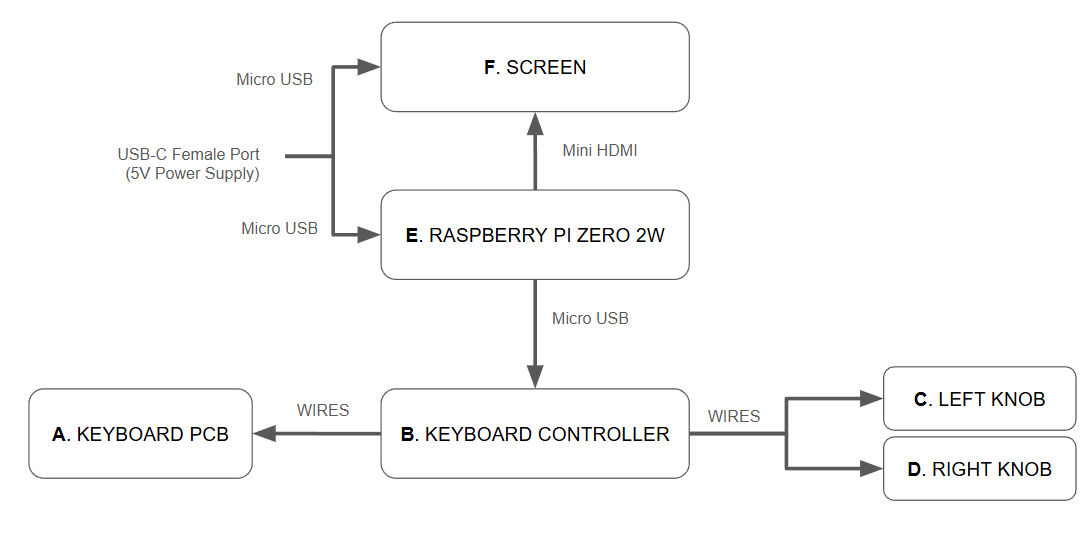 F. SCREEN
Micro USB
USB-C Female Port
(5V Power Supply)
Mini HDMI
Micro USB
E. RASPBERRY PI ZERO 2W
Micro USB
A. KEYBOARD PCB
WIRES
B. KEYBOARD CONTROLLER
WIRES
C. LEFT KNOB
D. RIGHT KNOB